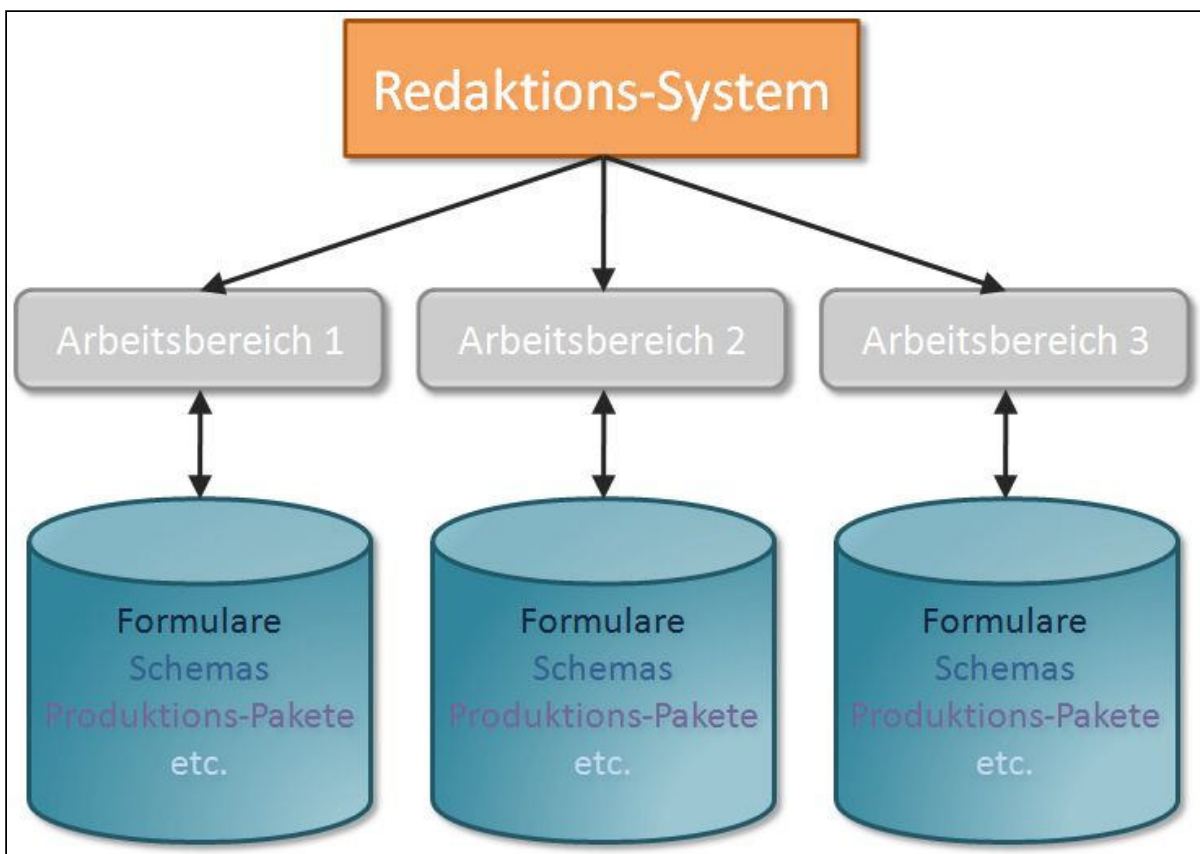 Redaktions-System
Arbeitsbereich 1
Arbeitsbereich 2
Arbeitsbereich 3
Formulare
Schemas
Produktions-Pakete
etc.
Formulare
Schemas
Produktions-Pakete
etc.
Formulare
Schemas
Produktions-Pakete
etc.